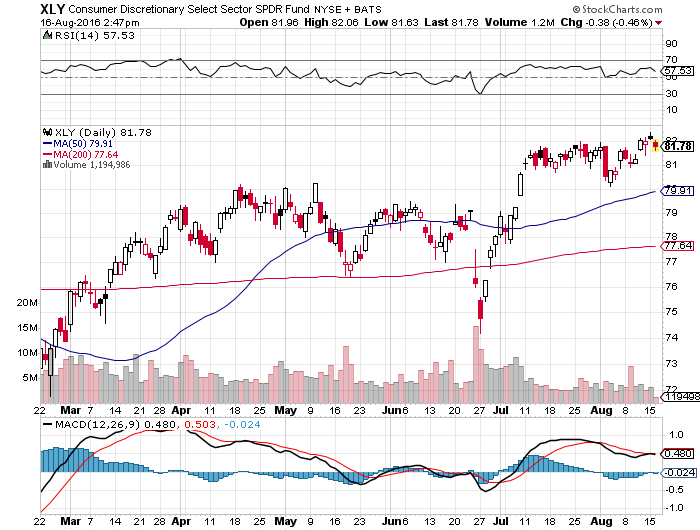 XLY Consumer Discretionary Select Sector SPDR Fund NYSE + BATS © StockCharts.com
16-Aug-2016 2:47pm Open 81.96 High 82.06 Low 81.63 Last 81.78 Volume 1.2M Chg -0.38 (-0.46%)
RSI(14) 57.53
90
70
57.53
50
30
10
XLY (Daily) 81.78
MA(50) 79.91
MA(200) 77.64
Volume 1,194,986
82
81.78
81
80
79.91
79
78
77.64
77
76
75
74
73
72
20M
15M
10M
5M
119498
22 Mar 7 14 21 28 Apr 11 18 25 May 9 16 23 Jun 6 13 20 27 Jul 11 18 25 Aug 8 15
MACD(12,26,9) 0.480, 0.503, -0.024
1.0
0.480
-0.024
-0.5
-1.0
22 Mar 7 14 21 28 Apr 11 18 25 May 9 16 23 Jun 6 13 20 27 Jul 11 18 25 Aug 8 15